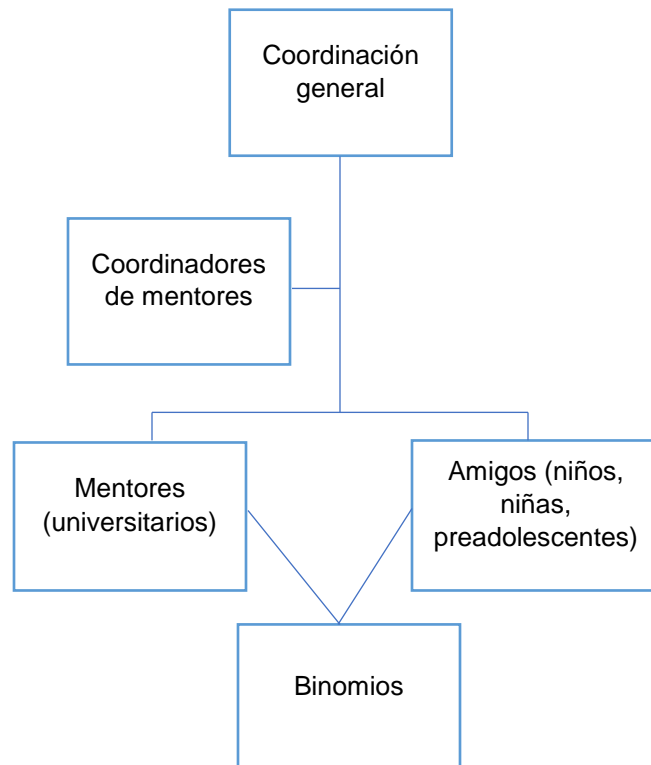 Coordinación
general
Coordinadores
de mentores
Mentores
(universitarios)
Amigos (niños,
niñas,
preadolescentes)
Binomios